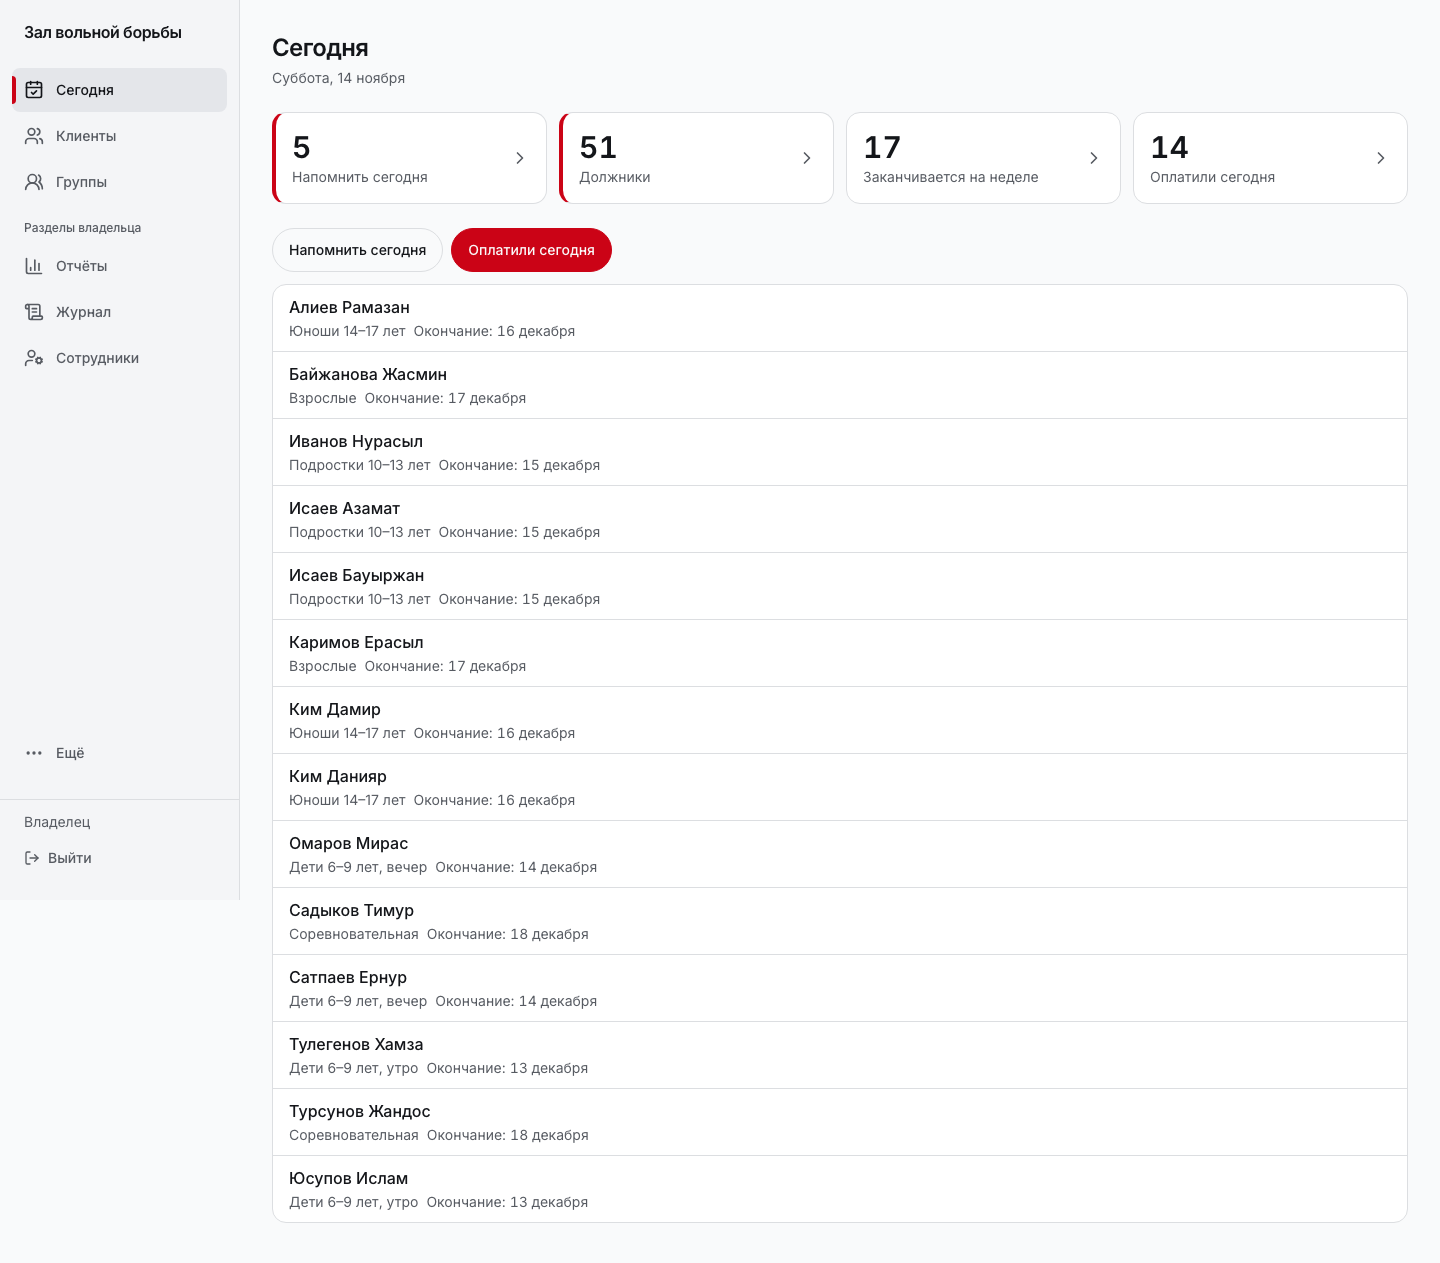 Зал вольной борьбы
Сегодня
Клиенты
Группы
Разделы владельца
Отчёты
Журнал
Сотрудники
Ещё
Владелец
Выйти
Сегодня
Суббота, 14 ноября
5
Напомнить сегодня
51
Должники
17
Заканчивается на неделе
14
Оплатили сегодня
Напомнить сегодня
Оплатили сегодня
Алиев Рамазан
Юноши 14–17 лет Окончание: 16 декабря
Байжанова Жасмин
Взрослые Окончание: 17 декабря
Иванов Нурасыл
Подростки 10–13 лет Окончание: 15 декабря
Исаев Азамат
Подростки 10–13 лет Окончание: 15 декабря
Исаев Бауыржан
Подростки 10–13 лет Окончание: 15 декабря
Каримов Ерасыл
Взрослые Окончание: 17 декабря
Ким Дамир
Юноши 14–17 лет Окончание: 16 декабря
Ким Данияр
Юноши 14–17 лет Окончание: 16 декабря
Омаров Мирас
Дети 6–9 лет, вечер Окончание: 14 декабря
Садыков Тимур
Соревновательная Окончание: 18 декабря
Сатпаев Ернур
Дети 6–9 лет, вечер Окончание: 14 декабря
Тулегенов Хамза
Дети 6–9 лет, утро Окончание: 13 декабря
Турсунов Жандос
Соревновательная Окончание: 18 декабря
Юсупов Ислам
Дети 6–9 лет, утро Окончание: 13 декабря